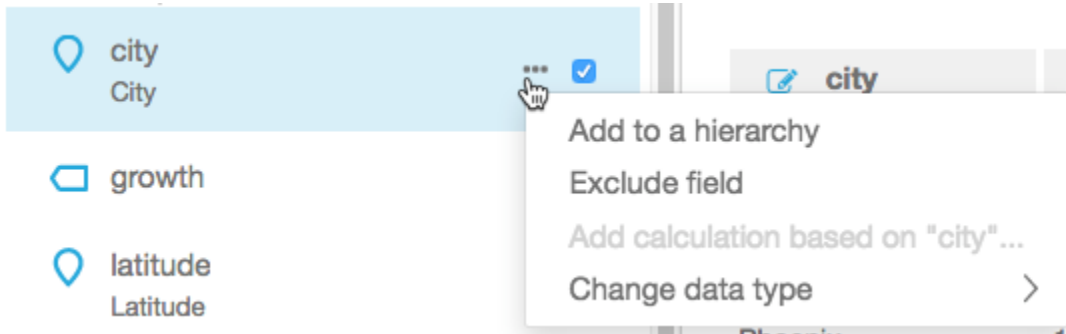 city
City
city
Add to a hierarchy
Exclude field
growth
Add calculation based on "city"...
latitude
Change data type
Latitude